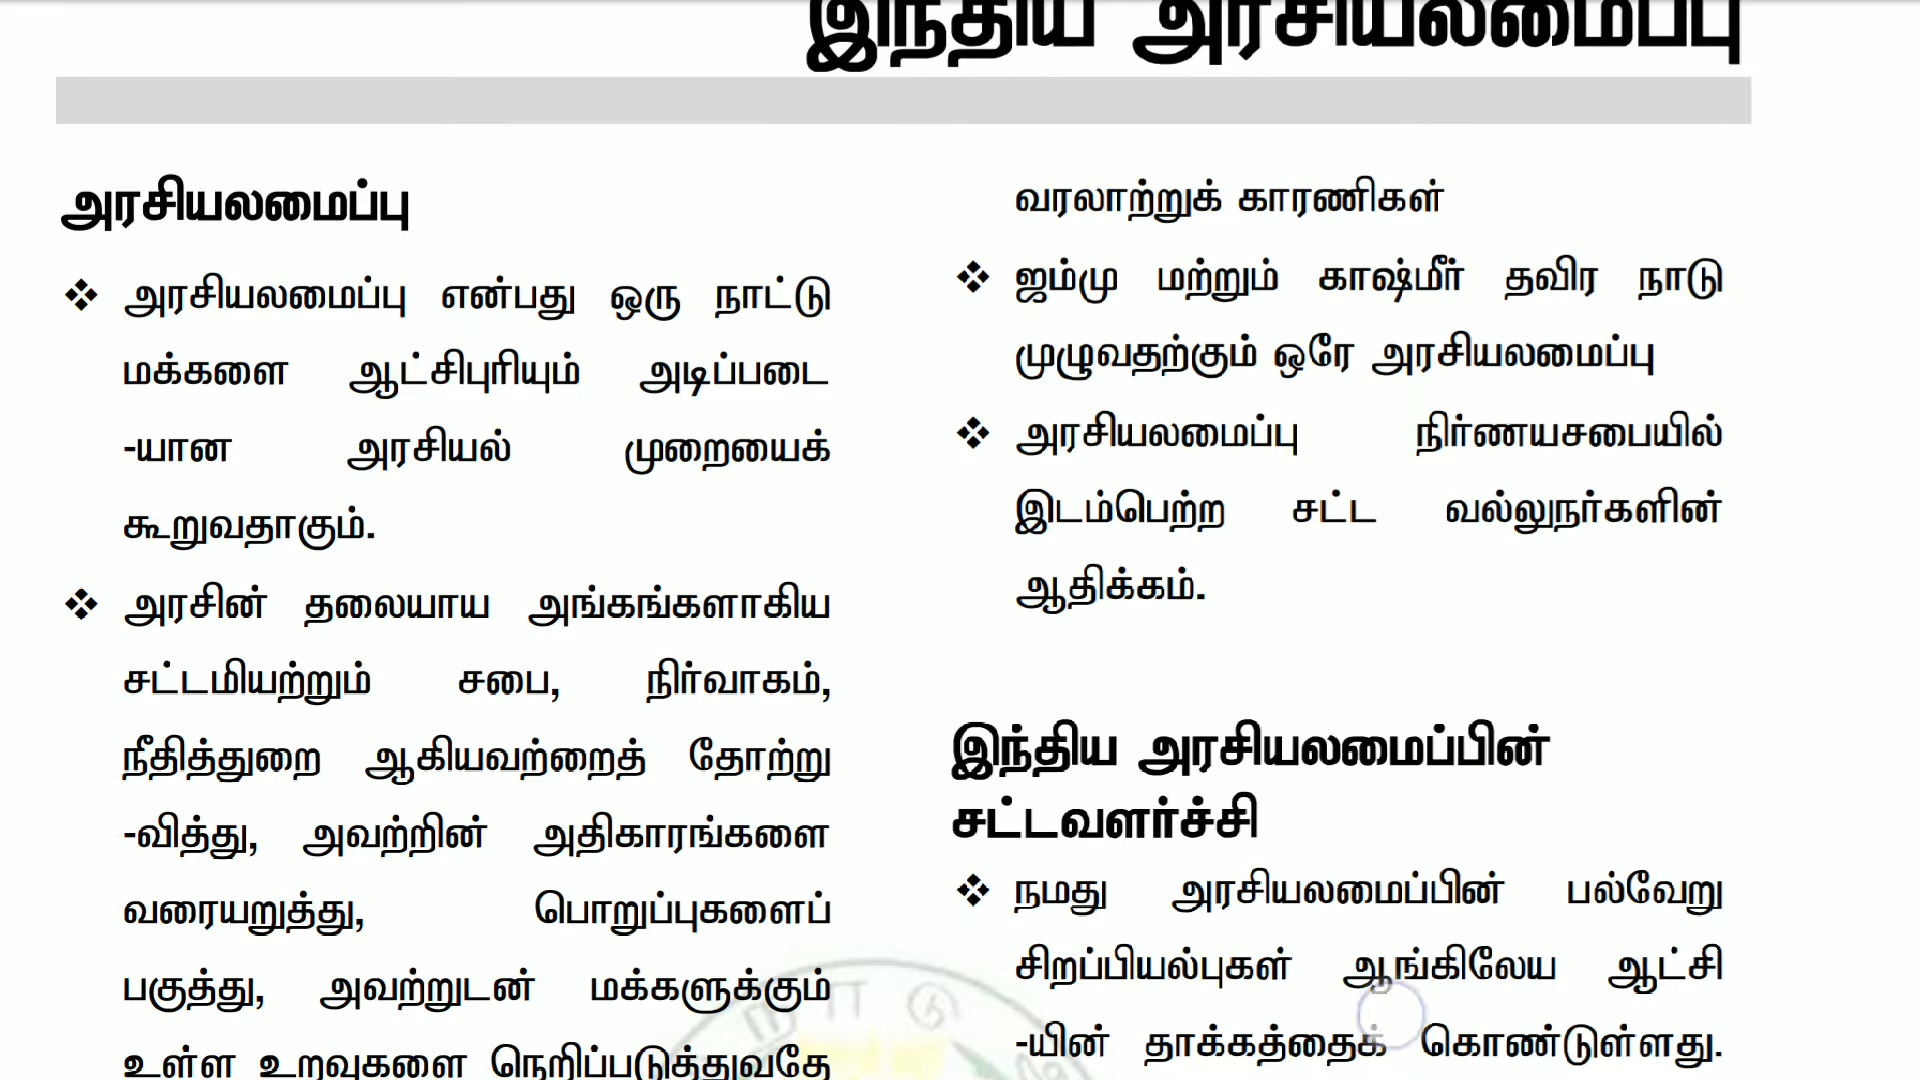 இந்திய அரசியலமைப்பு
அரசியலமைப்பு
❖ அரசியலமைப்பு என்பது ஒரு நாட்டு
மக்களை ஆட்சிபுரியும் அடிப்படை
-யான அரசியல் முறையைக்
கூறுவதாகும்.
❖ அரசின் தலையாய அங்கங்களாகிய
சட்டமியற்றும் சபை, நிர்வாகம்,
நீதித்துறை ஆகியவற்றைத் தோற்று
-வித்து, அவற்றின் அதிகாரங்களை
வரையறுத்து, பொறுப்புகளைப்
பகுத்து, அவற்றுடன் மக்களுக்கும்
உள்ள உறவுகளை நெறிப்படுத்துவதே
வரலாற்றுக் காரணிகள்
❖ ஜம்மு மற்றும் காஷ்மீர் தவிர நாடு
முழுவதற்கும் ஒரே அரசியலமைப்பு
❖ அரசியலமைப்பு நிர்ணயசபையில்
இடம்பெற்ற சட்ட வல்லுநர்களின்
ஆதிக்கம்.
இந்திய அரசியலமைப்பின்
சட்டவளர்ச்சி
❖ நமது அரசியலமைப்பின் பல்வேறு
சிறப்பியல்புகள் ஆங்கிலேய ஆட்சி
-யின் தாக்கத்தைக் கொண்டுள்ளது.